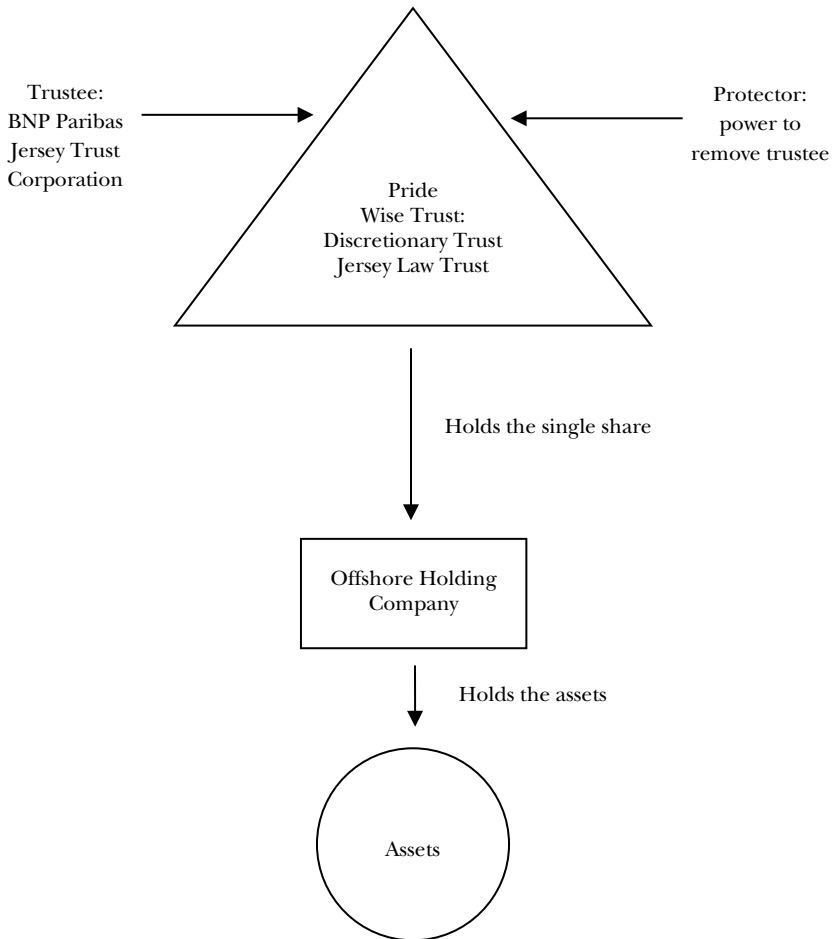 Trustee:
BNP Paribas
Jersey Trust
Corporation
Protector:
power to
remove trustee
Pride
Wise Trust:
Discretionary Trust
Jersey Law Trust
Holds the single share
Offshore Holding
Company
Holds the assets
Assets